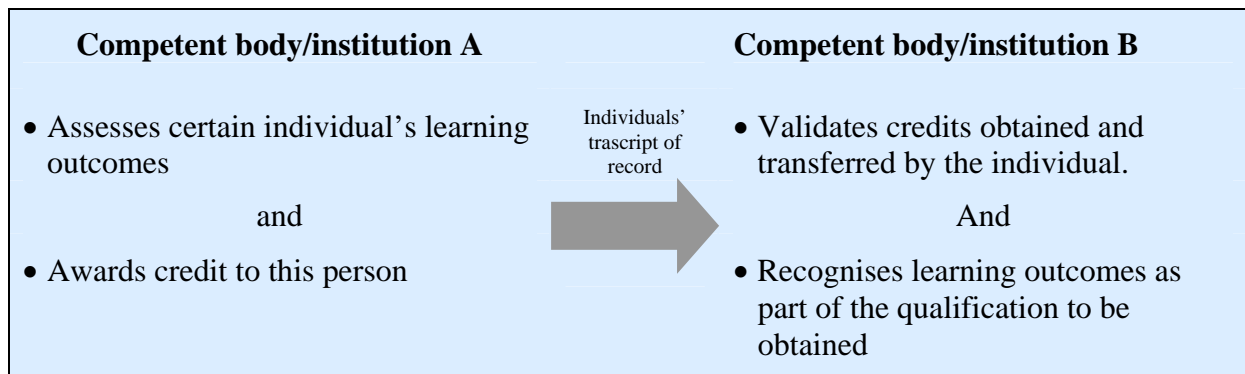 Competent body/institution A
• Assesses certain individual's learning
outcomes
and
• Awards credit to this person
Individuals'
trascript of
record
Competent body/institution B
• Validates credits obtained and
transferred by the individual.
And
• Recognises learning outcomes as
part of the qualification to be
obtained